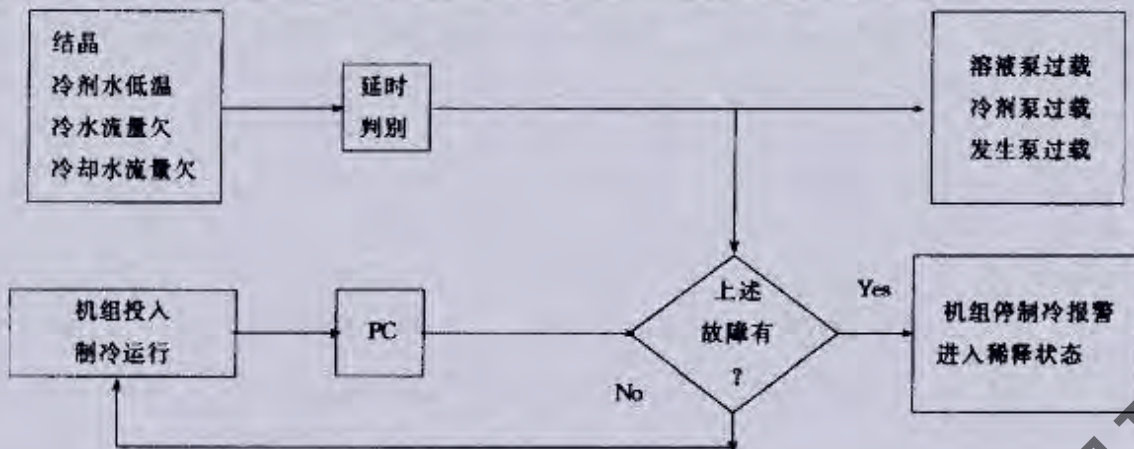 结晶
冷剂水低温
冷水流量欠
冷却水流量欠
延时
判别
溶液泵过载
冷剂泵过载
发生泵过载
机组投入
制冷运行
PC
上述
故障有
?
Yes
No
机组停制冷报警
进入稀释状态